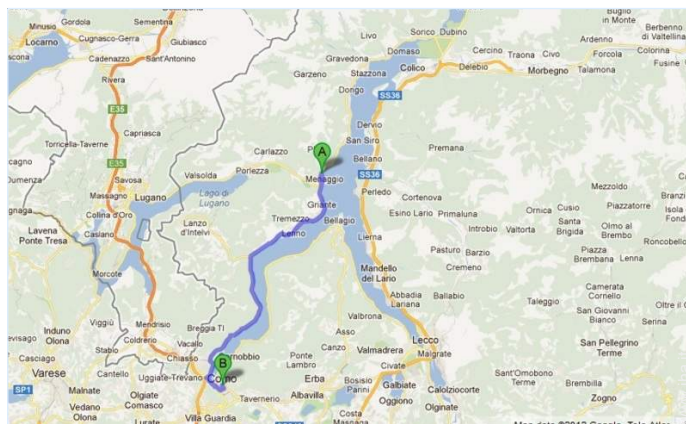 Minusio
Gordola
Sementina
Locarno
Cugnasco-Gerra
Giubiasco
Cadenazzo
Sant'Antonino
Rivera
E35
Capriasca
Torricella-Taverne
E35
Savosa
Massagno
Lugano
Collina d'Oro
Caslano
Lavena
Ponte Tresa
Morcote
Viggiù
Mendrisio
Coldrerio
Induno
Olona
Casciago
Stabio
Chiasso
Vacallo
Breggia TI
Varese
Cantello
Uggiate-Trevano
SP1
Malnate
Vedano
Olona
Olgiate
Comasco
Lurate
Villa Guardia
Livo
Sorico
Dubino
Gravedona
Domaso
Garzeno
Stazzona
Colico
Dongo
SS36
Cercino
Traona
Civo
Delebio
Morbegno
Ardenno
Buglio
in Monte
Berbenno
di Valtellina
Forcola
Colorina
Talamona
Fusine
Dervio
San Siro
Premana
Bellano
SS36
Carlazzo
A
Menaggio
Valsolda
Porlezza
Lago di
Lugano
Griante
Perledo
Cortenova
Lanzo
d'Intelvi
Tremezzo
Lenno
Bellagio
Esino Lario
Primaluna
Lierna
Introbio
Valtorta
Pasturo
Barzio
Cremeno
Mandello
del Lario
Abbadia
Lariana
Ballabio
Valbrona
Asso
Canzo
Lecco
Valmadrera
Malgrate
B
Como
Ponte
Lambro
Erba
Albavilla
Tavernerio
Civate
Bosisio
Parini
Galbiate
Oggiono
Costa
Masnaga
Olginate
Calolziocorte
Mezzoldo
Ornica
Cusio
Piazzatorre
Santa
Brigida
Olmo al
Brembo
Roncobello
Piazza
Brembana
Lenna
Camerata
Cornello
Taleggio
San Giovanni
Bianco
San Pellegrino
Terme
Sant'Omobono
Terme
Brembilla
Zogno